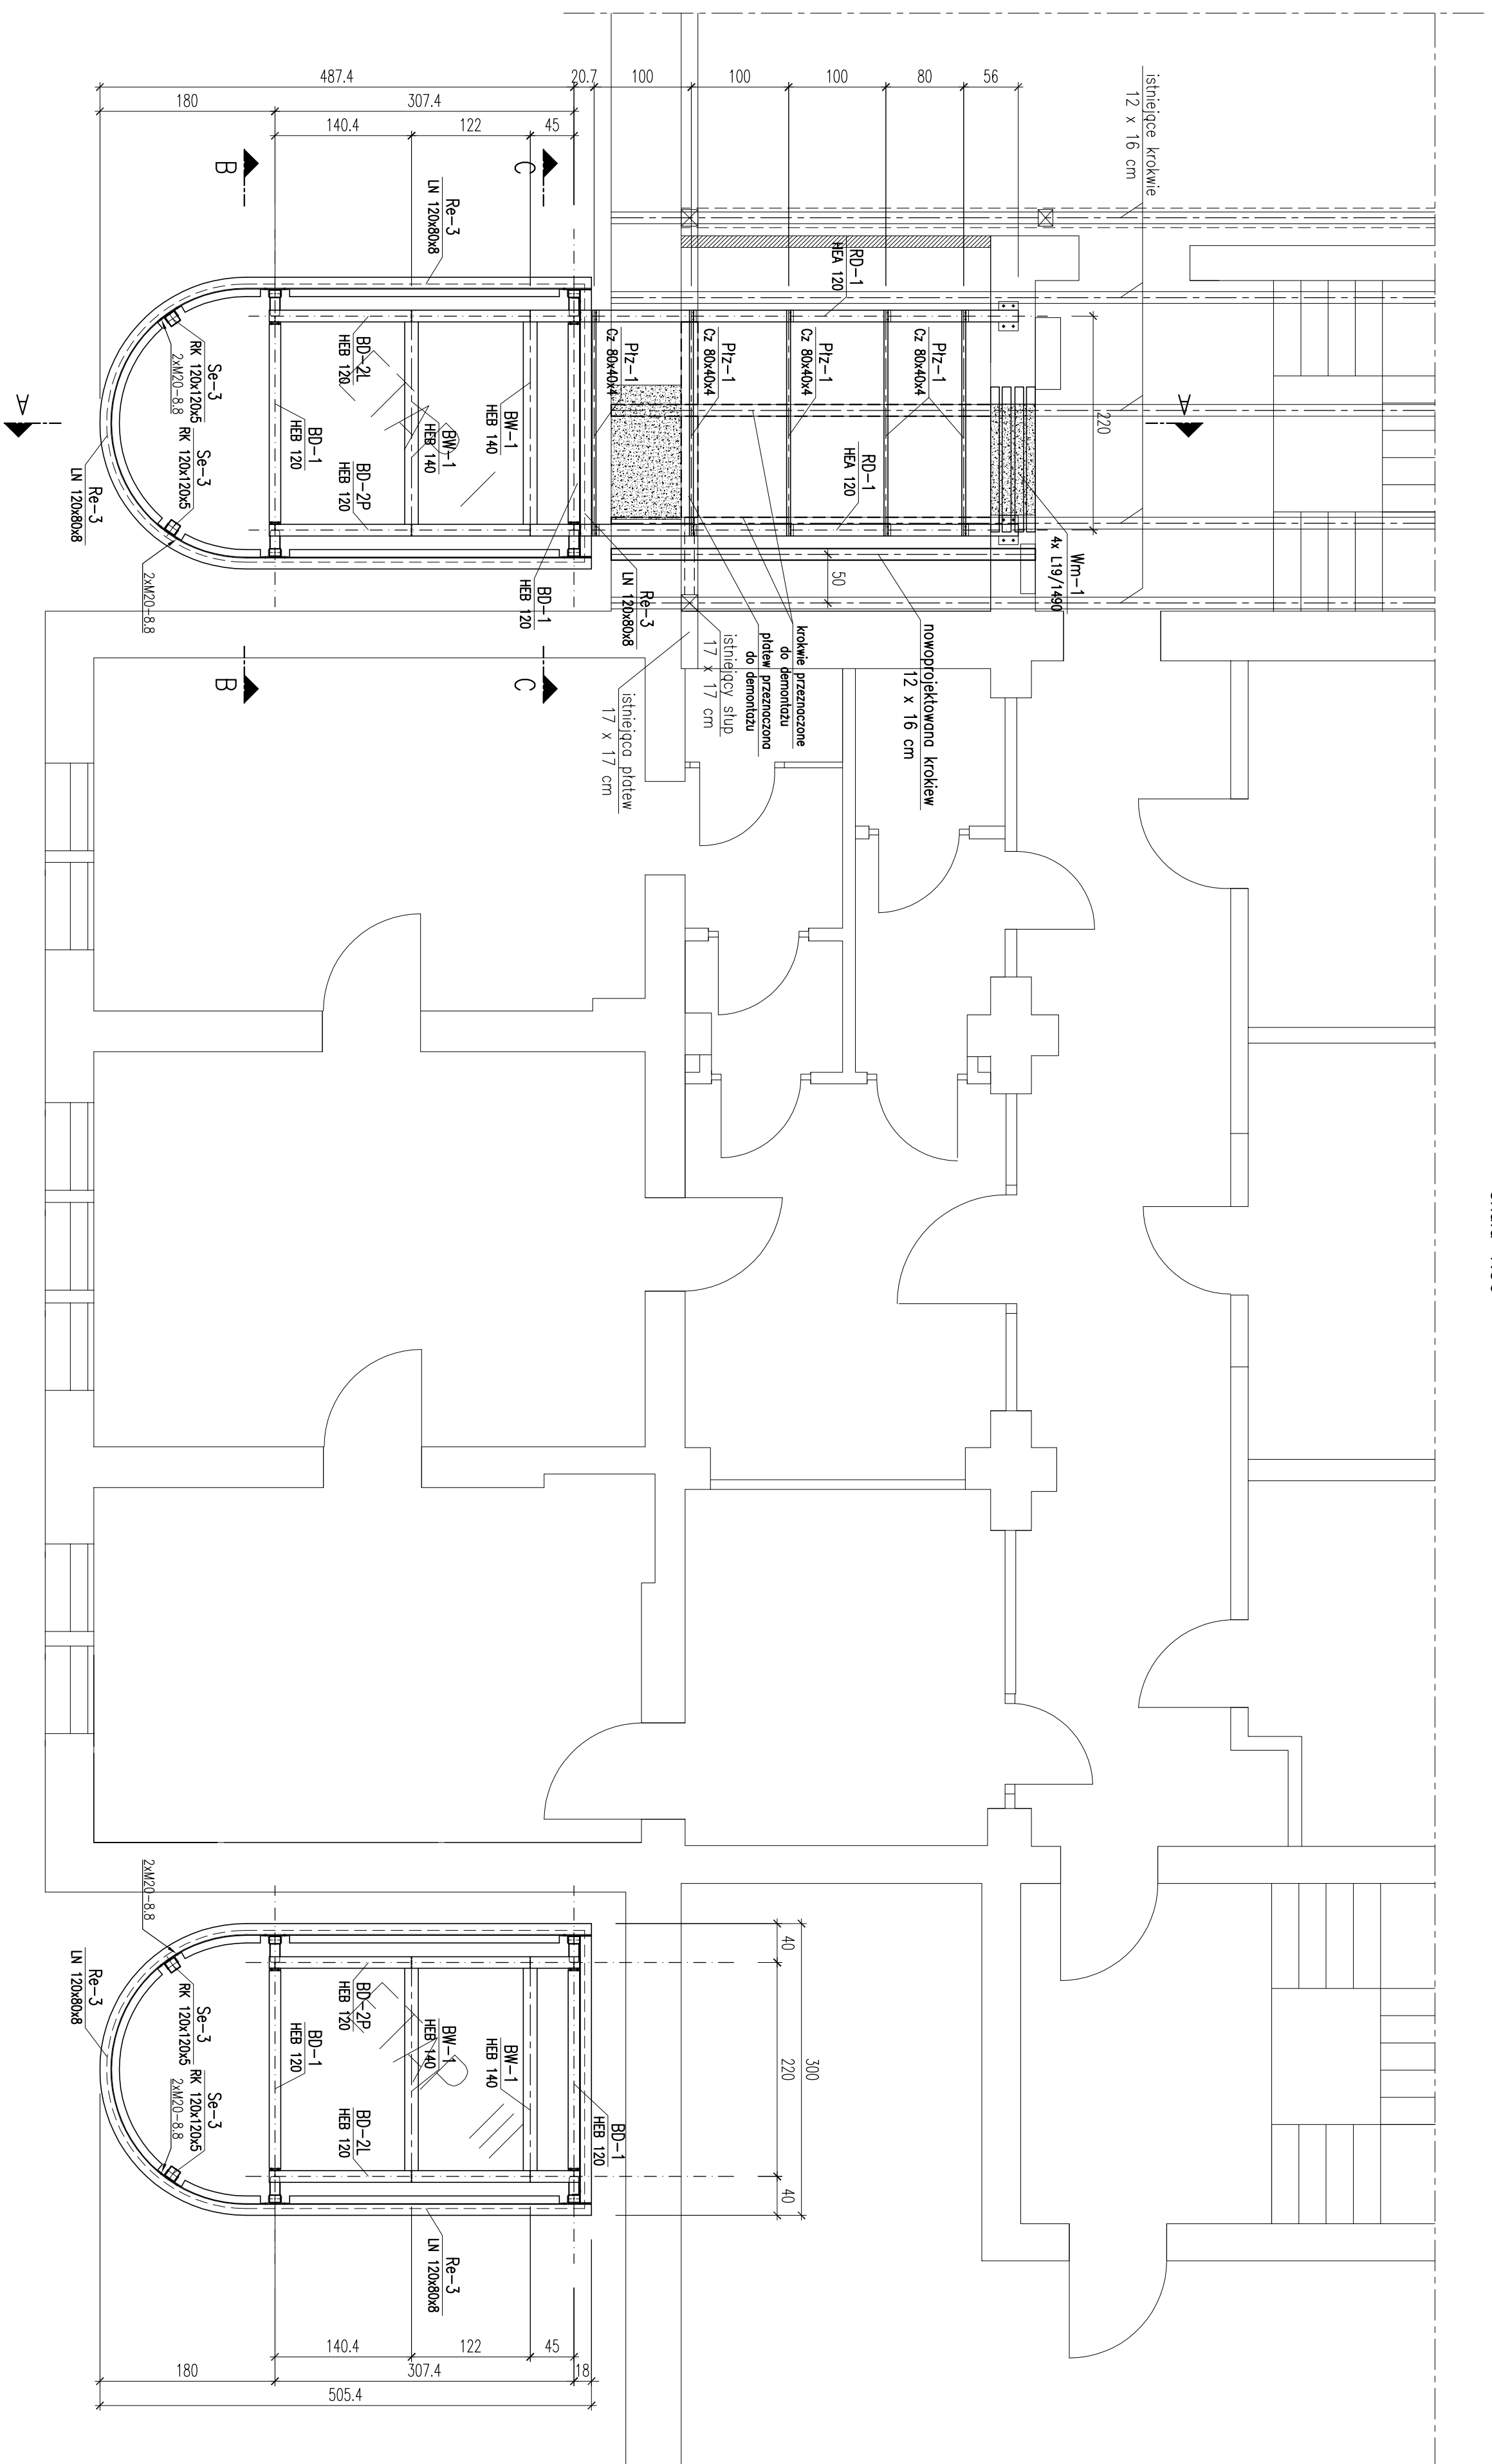 487.4
20.7
100
100
100
80
56
180
307.4
140.4
122
45
istniejące krokwie
12 x 16 cm
B
C
Re-3
LN 120x80x8
RD-1
HEA 120
Płz-1
Cz 80x40x4
Płz-1
Cz 80x40x4
Płz-1
Cz 80x40x4
Płz-1
Cz 80x40x4
Se-3
RK 120x120x5
2xM20-8.8
BD-2L
HEB 120
BW-1
HEB 140
BW-1
HEB 140
A
A
220
BD-1
HEB 120
Se-3
RK 120x120x5
BD-2P
HEB 120
RD-1
HEA 120
Re-3
LN 120x80x8
2xM20-8.8
BD-1
HEB 120
Re-3
LN 120x80x8
50
Wm-1
4x L19/1490
B
C
istniejąca płatew
17 x 17 cm
istniejący słup
17 x 17 cm
płatew przeznaczona
do demontażu
krokwie przeznaczone
do demontażu
nowoprojektowana krokiew
12 x 16 cm
2xM20-8.8
Re-3
LN 120x80x8
Se-3
RK 120x120x5
Se-3
RK 120x120x5
2xM20-8.8
BD-1
HEB 120
BD-2P
HEB 120
BW-1
HEB 140
BW-1
HEB 140
BD-2L
HEB 120
BD-1
HEB 120
40
220
40
300
Re-3
LN 120x80x8
140.4
122
45
180
307.4
18
505.4